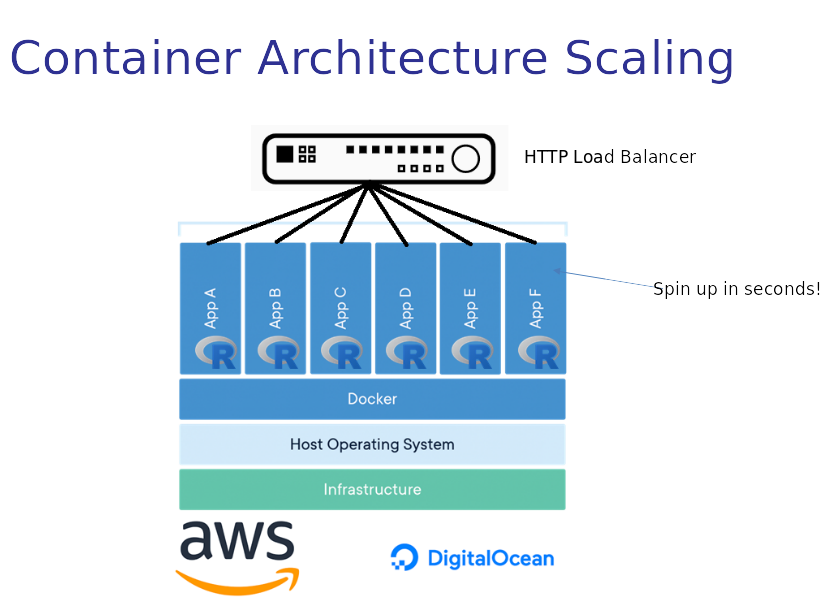 Container Architecture Scaling
HTTP Load Balancer
App A
App B
App C
App D
App E
App F
Spin up in seconds!
R
R
R
R
R
R
Docker
Host Operating System
Infrastructure
aws
DigitalOcean